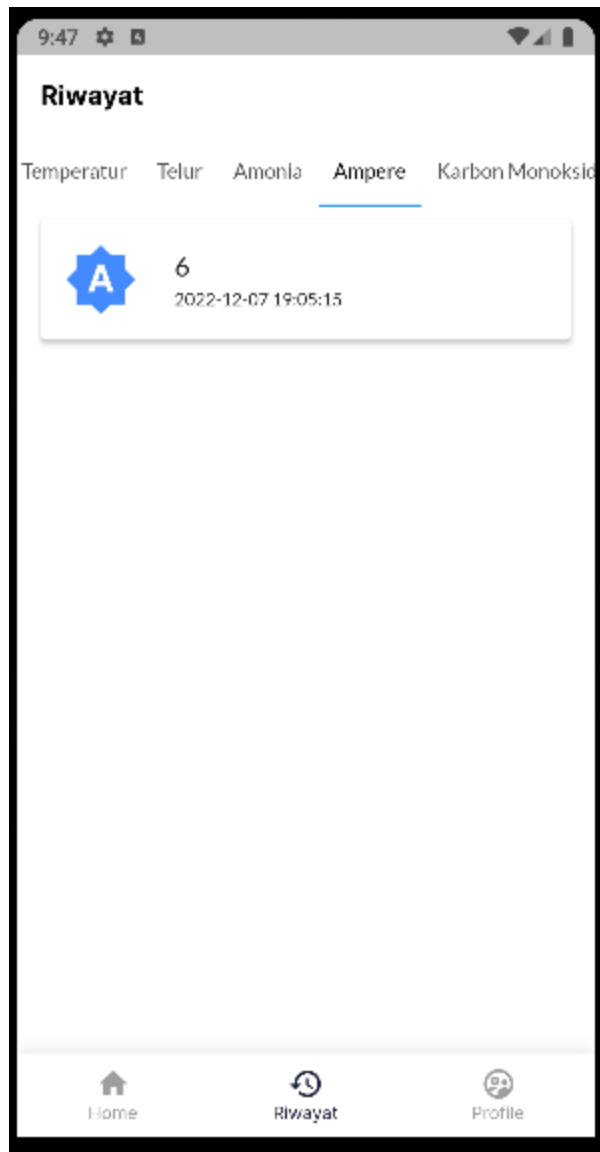 9:47
Riwayat
Temperatur Telur Amonia Ampere Karbon Monoksid
A
6
2022-12-07 19:05:15
Home Riwayat Profile